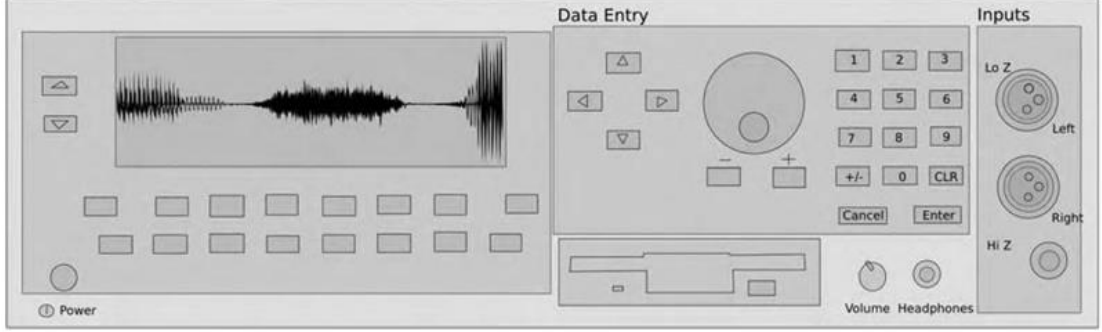 Data Entry
Inputs
1 2 3
Lo Z
4 5 6
Left
7 8 9
- +
+/- 0 CLR
Cancel Enter
Right
Hi Z
Power
Volume Headphones